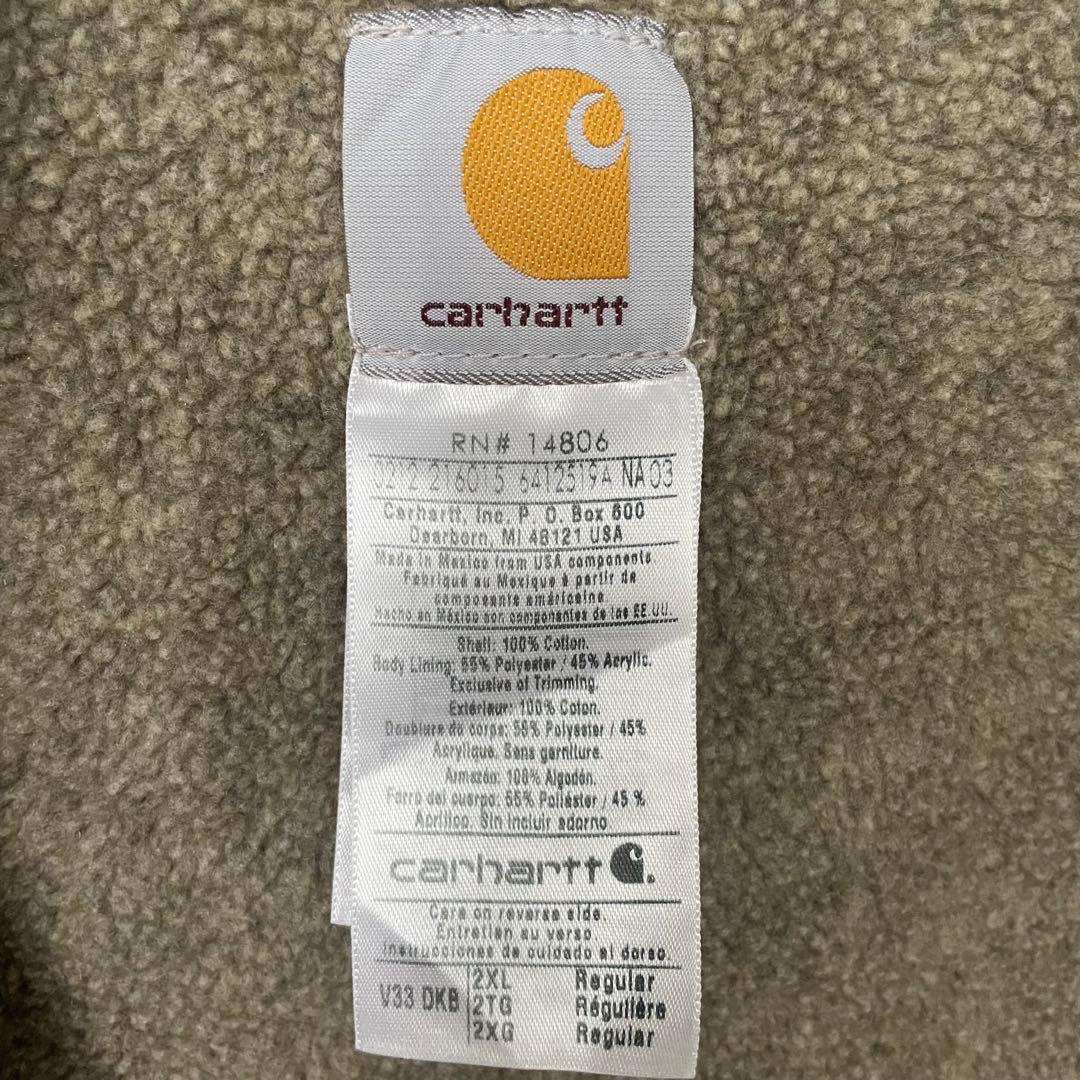 carhartt
RN# 14806
216015 6412519A NA03
Carhartt, Inc. P. O. Box 600
Dearborn, MI 48121 USA
Made in Mexico from USA components
Fabriqué au Mexique à partir de
composants américains
Hecho en México con componentes de los EE UU.
Shell: 100% Cotton.
Body Lining: 55% Polyester / 45% Acrylic.
Exclusive of Trimming.
Extérieur: 100% Coton.
Doublure du corps: 55% Polyester / 45%
Acrylique. Sans garniture.
Armazón: 100% Algodón.
Forro del cuerpo: 55% Poliéster / 45 %
Acrílico. Sin incluir adorno
carhartt
Care on reverse side.
Entretien au verso
Instrucciones de cuidado al dorso
V33 DKB 2XL Regular
2TG Régulière
2XG Regular